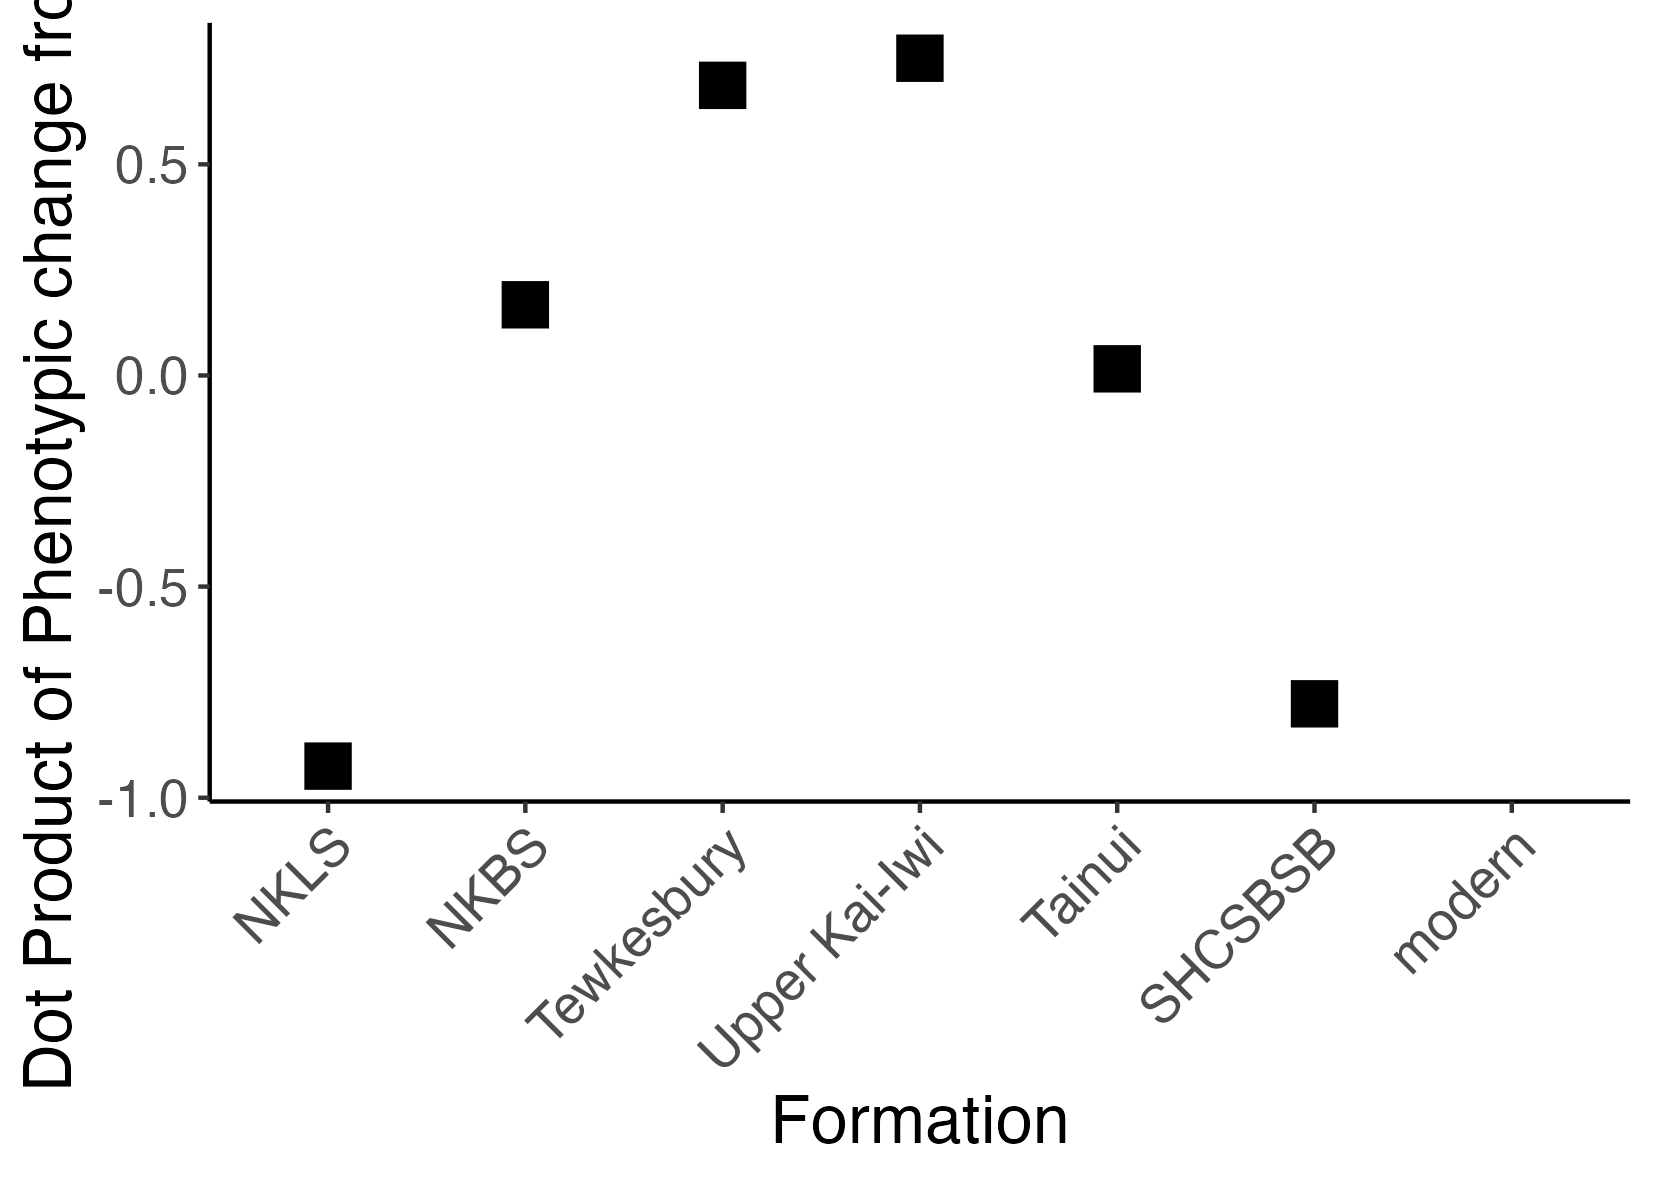 Dot Product of Phenotypic change fro
0.5
0.0
-0.5
-1.0
NKLS
NKBS
Tewkesbury
Upper Kai-Iwi
Tainui
SHCSBSB
modern
Formation